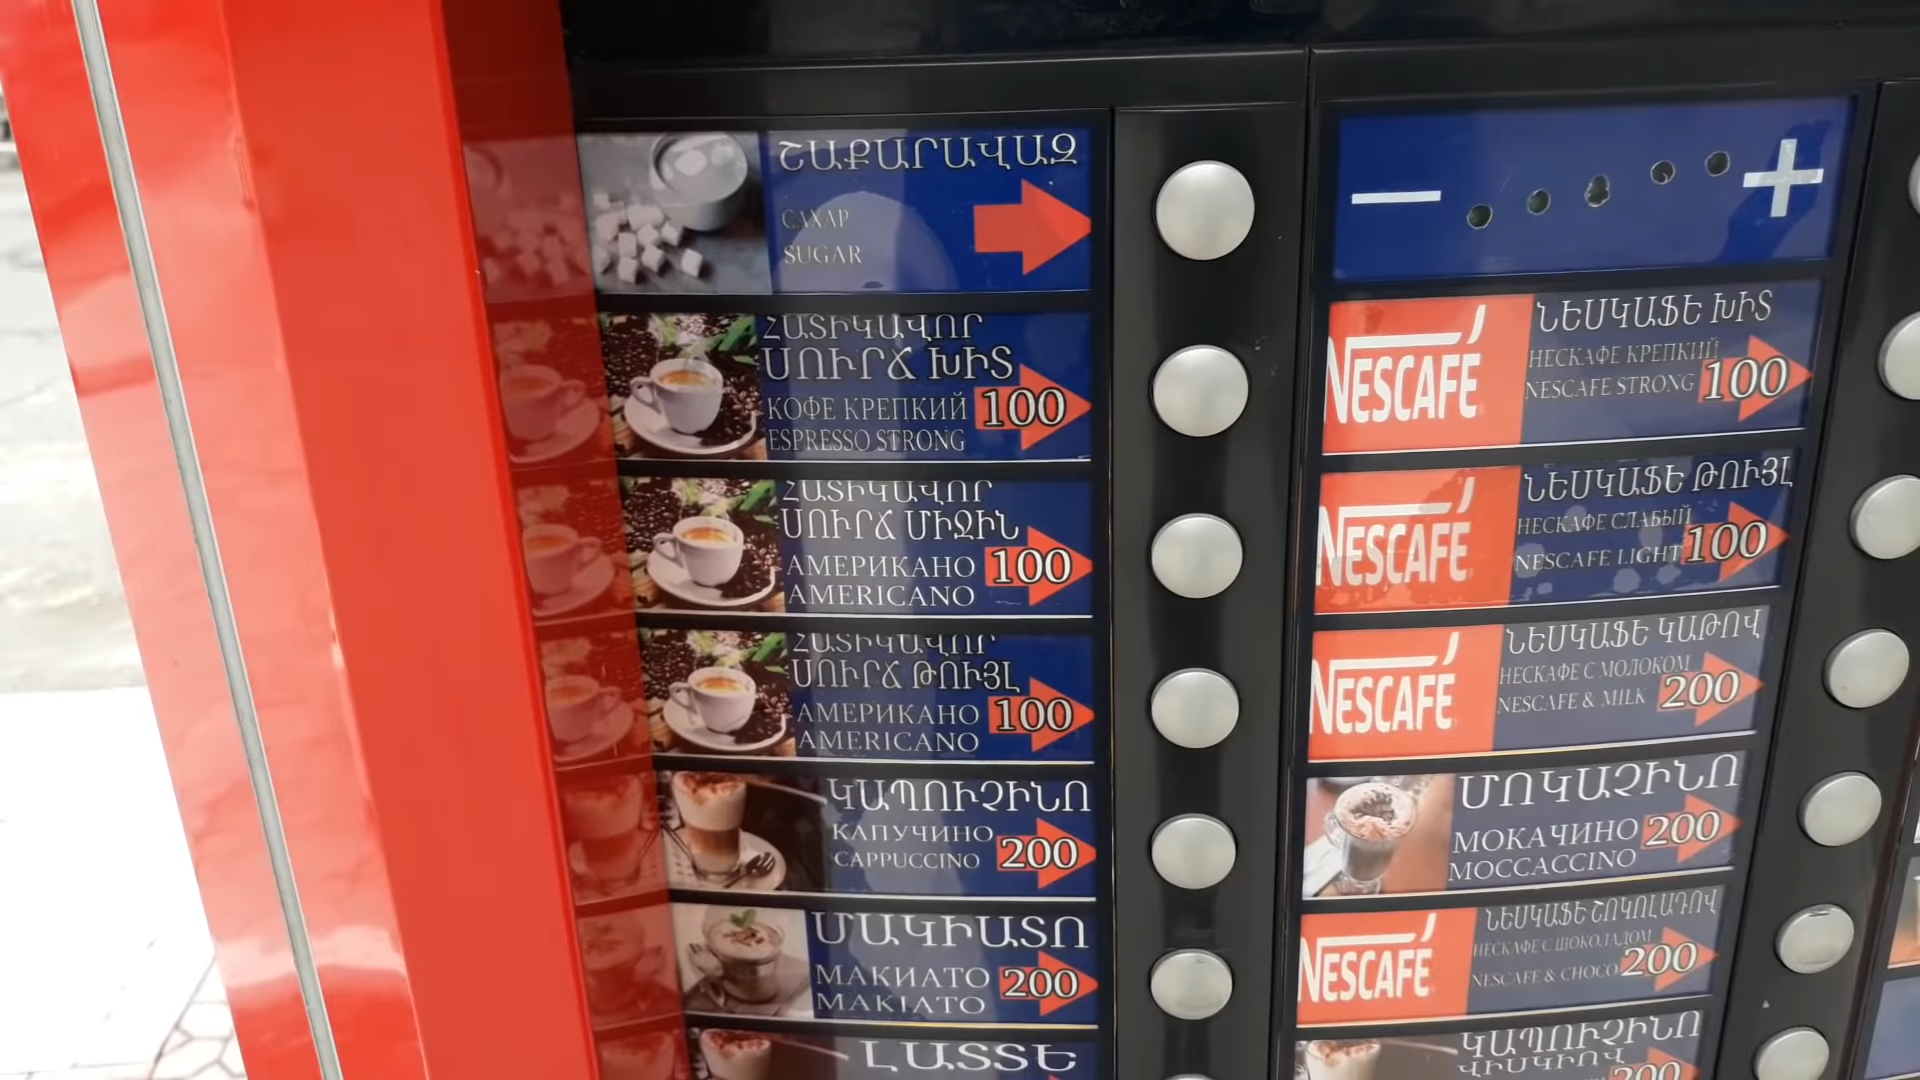 ՇԱՔԱՐԱՎԱԶ
САХАР
SUGAR
ՀԱՏԻԿԱՎՈՐ
ՍՈՒՐՃ ԽԻՏ
КОФЕ КРЕПКИЙ
100
ESPRESSO STRONG
ՀԱՏԻԿԱՎՈՐ
ՍՈՒՐՃ ՄԻՋԻՆ
АМЕРИКАНО
100
AMERICANO
ՀԱՏԻԿԱՎՈՐ
ՍՈՒՐՃ ԹՈՒՅԼ
АМЕРИКАНО
100
AMERICANO
ԿԱՊՈՒՉԻՆՈ
КАПУЧИНО
200
CAPPUCCINO
ՄԱԿԻԱՏՈ
МАКИАТО
200
MAKIATO
ԼԱՏՏԵ
— +
NESCAFÉ
ՆԵՍԿԱՖԵ ԽԻՏ
НЕСКАФЕ КРЕПКИЙ
NESCAFE STRONG
100
NESCAFÉ
ՆԵՍԿԱՖԵ ԹՈՒՅԼ
НЕСКАФЕ СЛАБЫЙ
NESCAFE LIGHT
100
NESCAFÉ
ՆԵՍԿԱՖԵ ԿԱԹՈՎ
НЕСКАФЕ С МОЛОКОМ
NESCAFE & MILK
200
ՄՈԿԱՉԻՆՈ
МОКАЧИНО
200
MOCCACCINO
NESCAFÉ
ՆԵՍԿԱՖԵ ՇՈԿՈԼԱԴՈՎ
НЕСКАФЕ С ШОКОЛАДОМ
NESCAFE & CHOCO
200
ԿԱՊՈՒՉԻՆՈ
ՎԻՍԿԻՈՎ
200